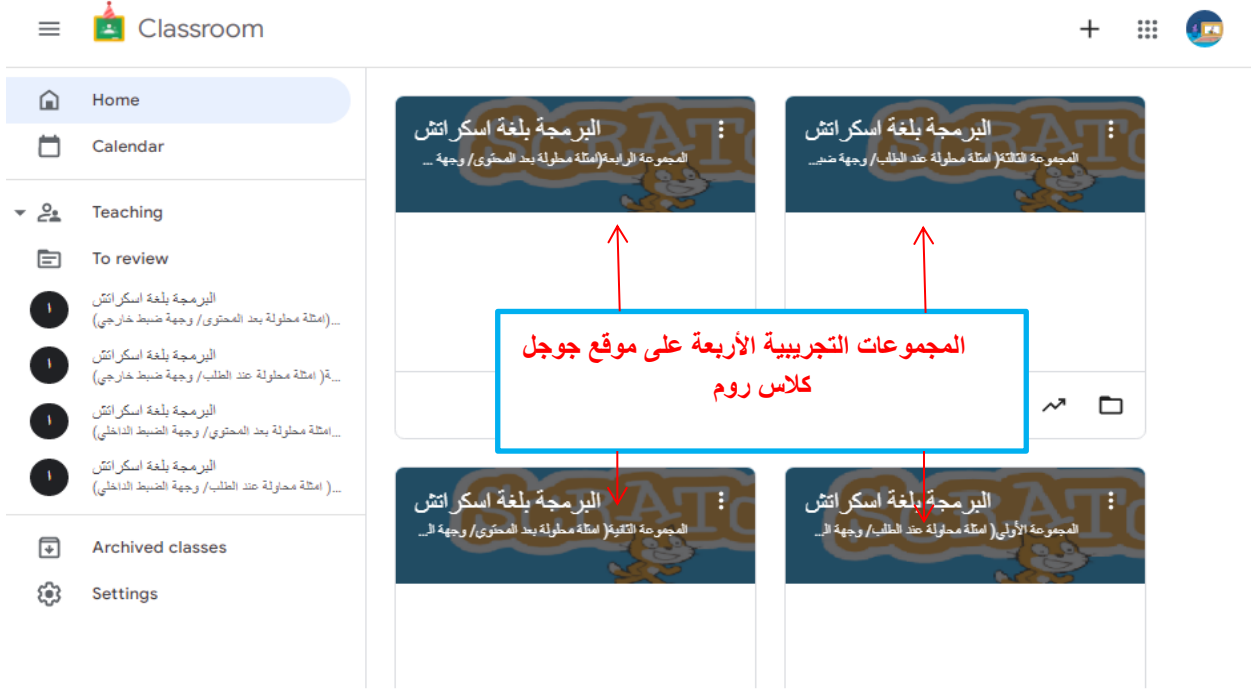 Classroom
Home
Calendar
Teaching
To review
البرمجة بلغة اسكراتش
...(امثلة محلولة بعد المحتوى/ وجهة ضبط خارجي)
البرمجة بلغة اسكراتش
...ة( امثلة محلولة عند الطلب/ وجهة ضبط خارجي)
البرمجة بلغة اسكراتش
...امثلة محلولة بعد المحتوي/ وجهة الضبط الداخلي)
البرمجة بلغة اسكراتش
...( امثلة محاولة عند الطلب/ وجهة الضبط الداخلي)
Archived classes
Settings
البرمجة بلغة اسكراتش
المجموعة الرابعة(امثلة محلولة بعد المحتوى/ وجهة ...
البرمجة بلغة اسكراتش
المجموعة الثالثة( امثلة محلولة عند الطلب/ وجهة ضبـ...
المجموعات التجريبية الأربعة على موقع جوجل
كلاس روم
البرمجة بلغة اسكراتش
المجموعة الثانية( امثلة محلولة بعد المحتوي/ وجهة الـ...
البرمجة بلغة اسكراتش
المجموعة الأولى( امثلة محاولة عند الطلب/ وجهة الـ...